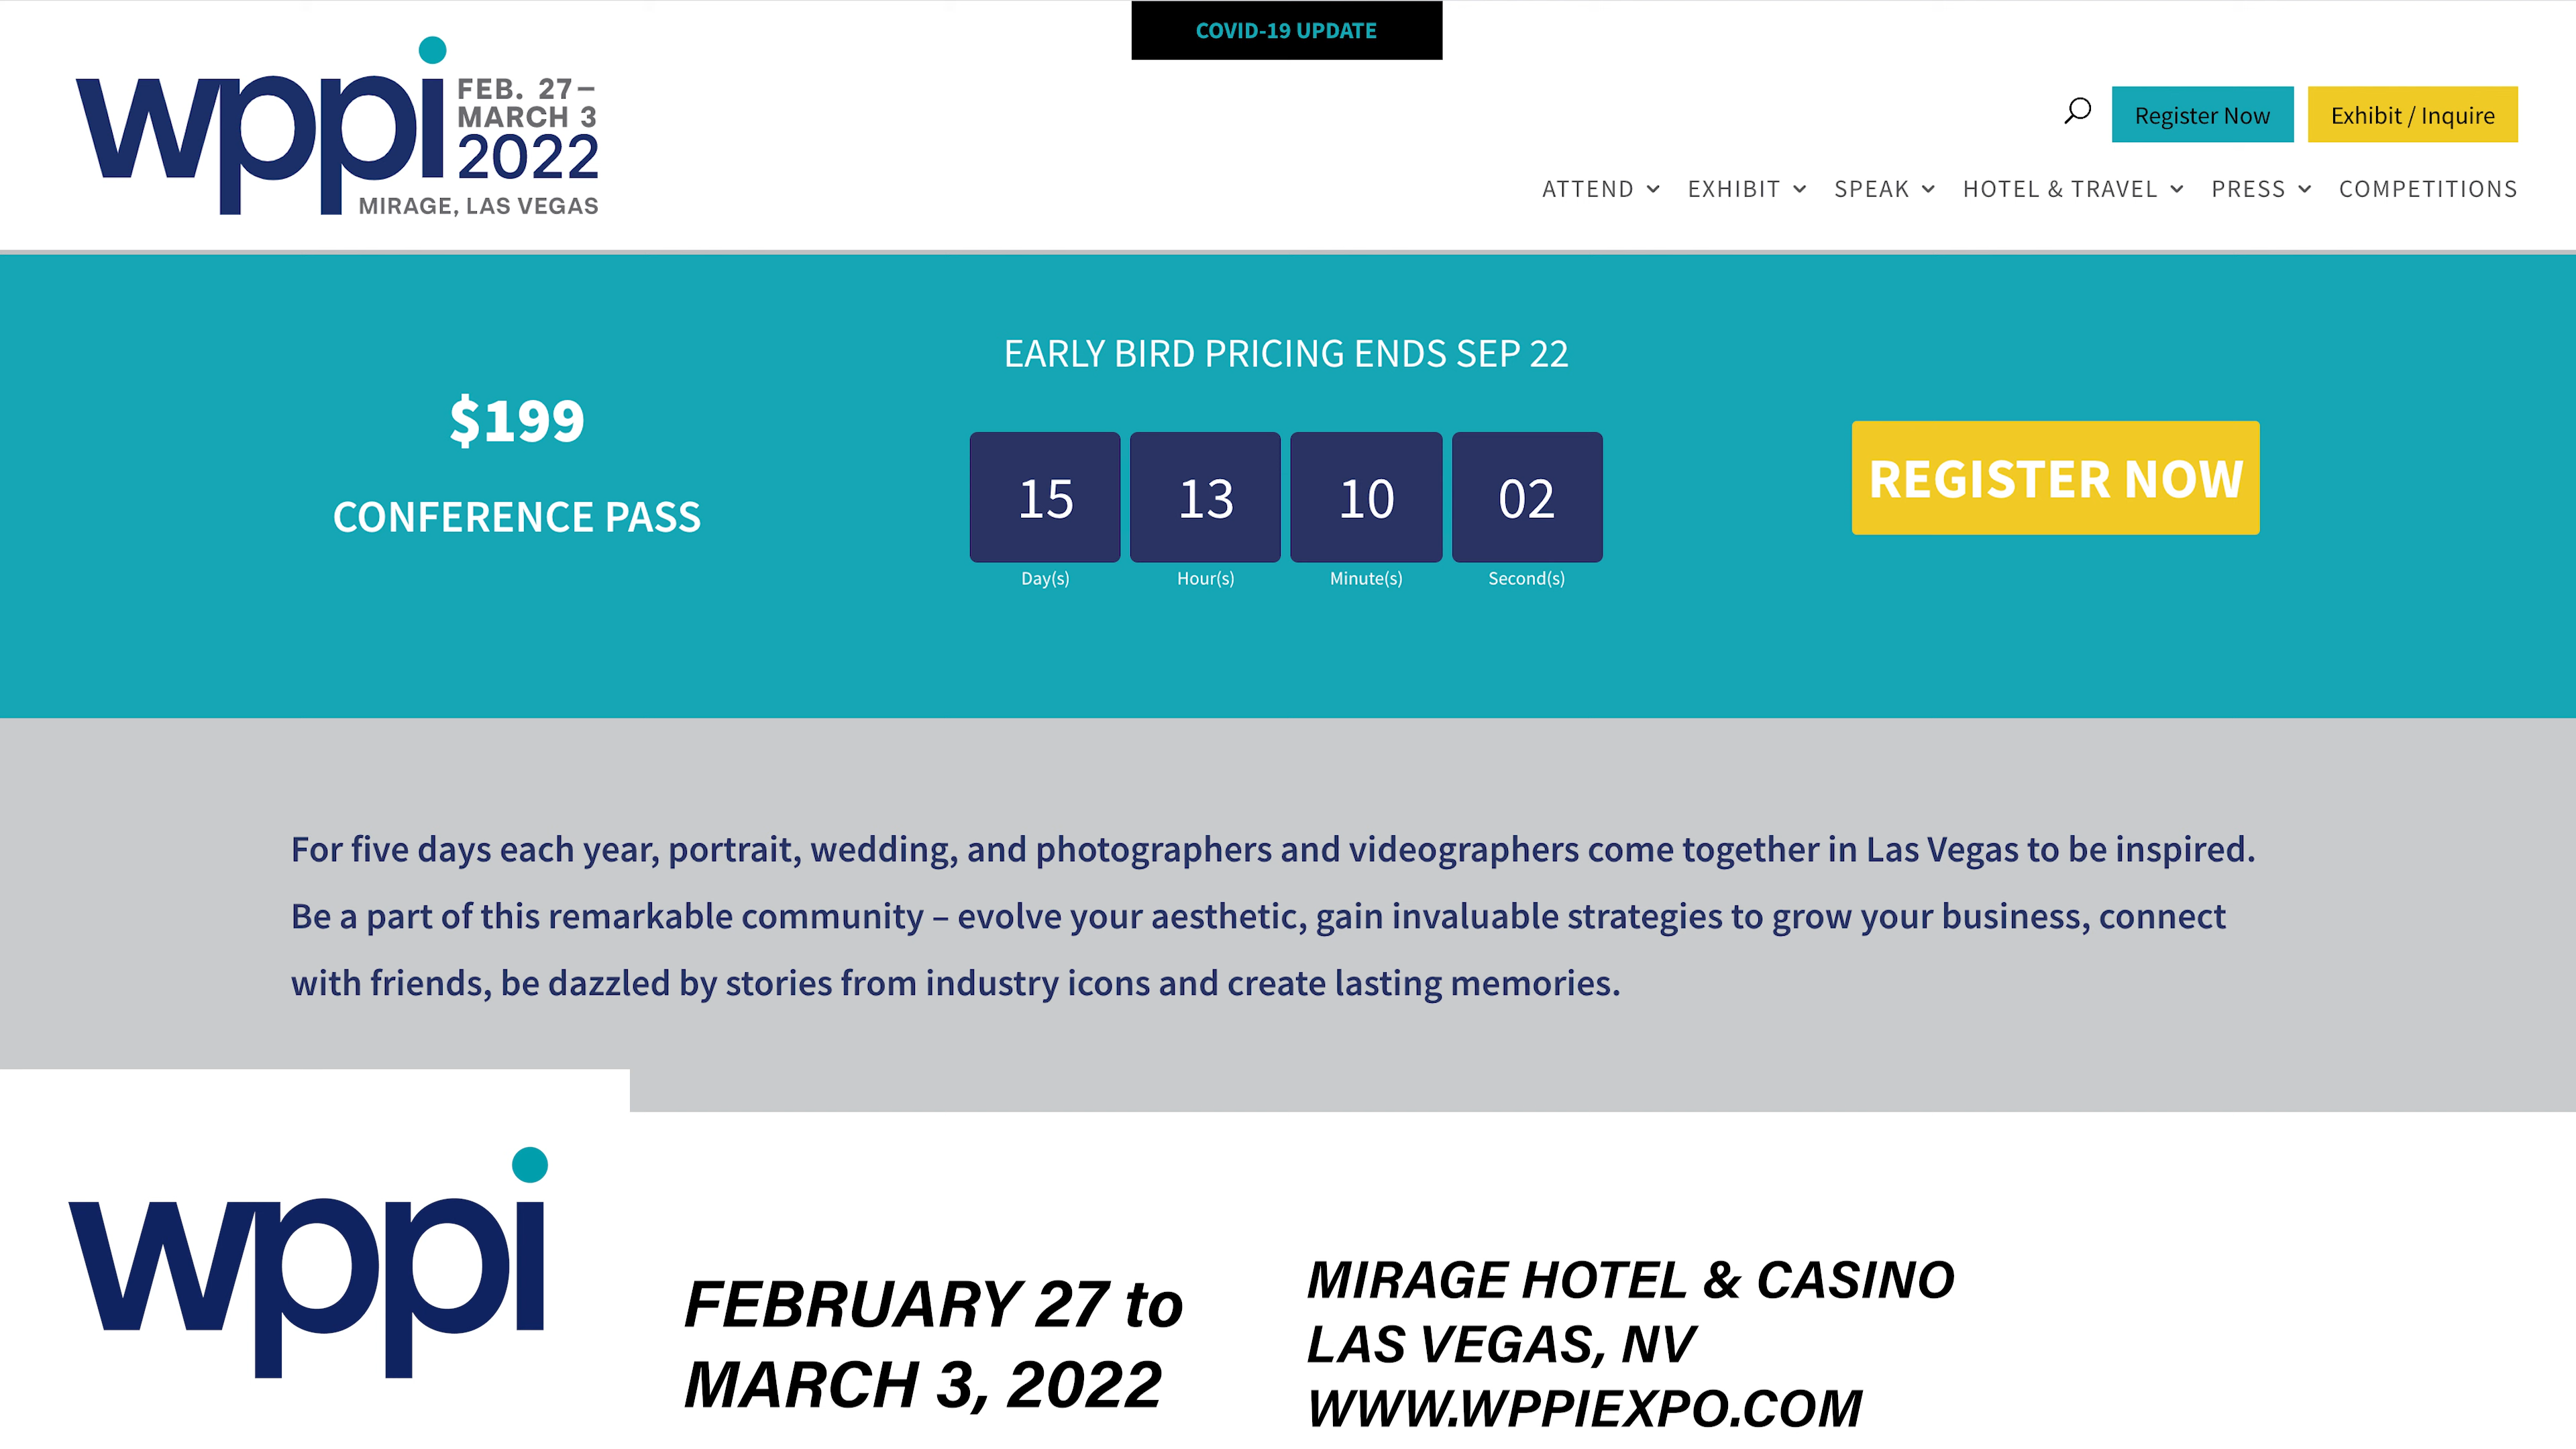 COVID-19 UPDATE
wppi
FEB. 27–
MARCH 3
2022
MIRAGE, LAS VEGAS
Register Now
Exhibit / Inquire
ATTEND EXHIBIT SPEAK HOTEL & TRAVEL PRESS COMPETITIONS
EARLY BIRD PRICING ENDS SEP 22
$199
CONFERENCE PASS
15 13 10 02
Day(s) Hour(s) Minute(s) Second(s)
REGISTER NOW
For five days each year, portrait, wedding, and photographers and videographers come together in Las Vegas to be inspired.
Be a part of this remarkable community – evolve your aesthetic, gain invaluable strategies to grow your business, connect
with friends, be dazzled by stories from industry icons and create lasting memories.
wppi
FEBRUARY 27 to
MARCH 3, 2022
MIRAGE HOTEL & CASINO
LAS VEGAS, NV
WWW.WPPIEXPO.COM